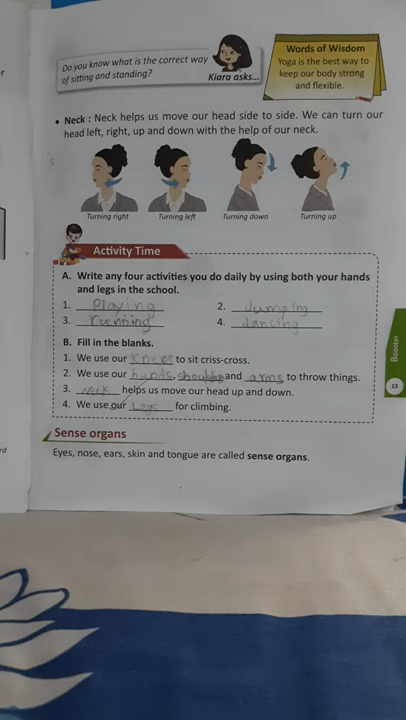 Do you know what is the correct way
of sitting and standing?
Kiara asks...
Words of Wisdom
Yoga is the best way to
keep our body strong
and flexible.
• Neck : Neck helps us move our head side to side. We can turn our
head left, right, up and down with the help of our neck.
Turning right
Turning left
Turning down
Turning up
Activity Time
A. Write any four activities you do daily by using both your hands
and legs in the school.
1. Playing 2. Jumping
3. running 4. dancing
B. Fill in the blanks.
1. We use our knees to sit criss-cross.
2. We use our hands, shoulder and arms to throw things.
3. Neck helps us move our head up and down.
4. We use our Legs for climbing.
Booster
13
Sense organs
Eyes, nose, ears, skin and tongue are called sense organs.